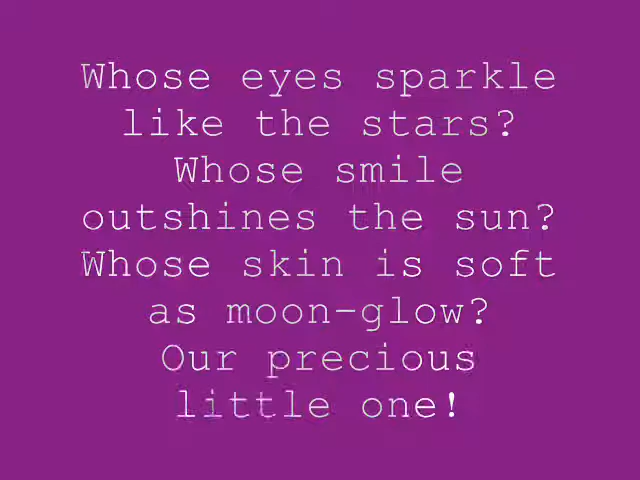 Whose eyes sparkle
like the stars?
Whose smile
outshines the sun?
Whose skin is soft
as moon-glow?
Our precious
little one!